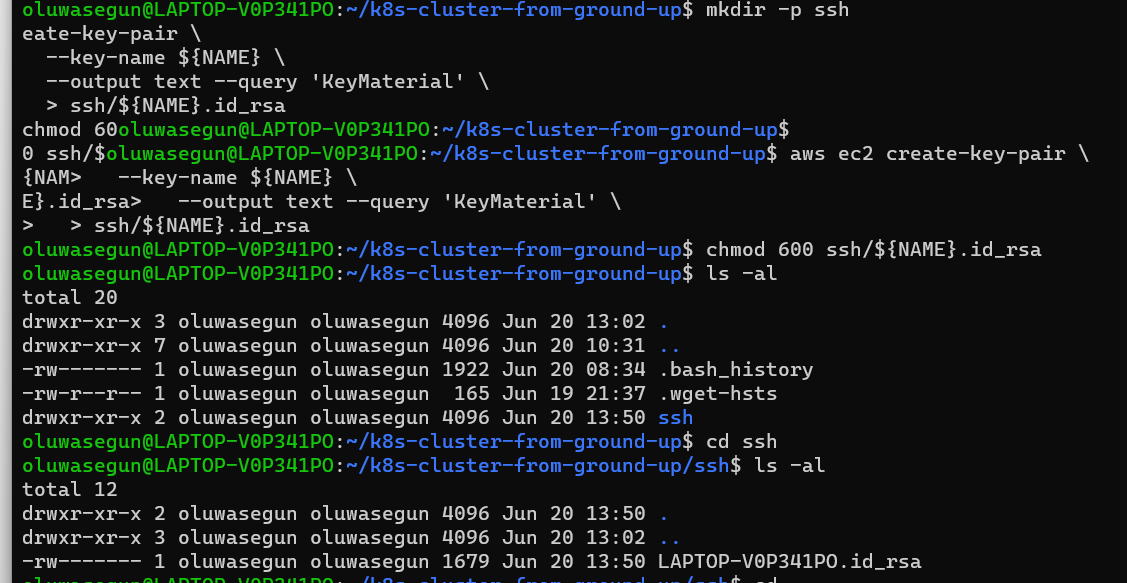 oluwasegun@LAPTOP-V0P341PO:~/k8s-cluster-from-ground-up$ mkdir -p ssh
eate-key-pair \
  --key-name ${NAME} \
  --output text --query 'KeyMaterial' \
  > ssh/${NAME}.id_rsa
chmod 60oluwasegun@LAPTOP-V0P341PO:~/k8s-cluster-from-ground-up$
0 ssh/$oluwasegun@LAPTOP-V0P341PO:~/k8s-cluster-from-ground-up$ aws ec2 create-key-pair \
{NAM>   --key-name ${NAME} \
E}.id_rsa>   --output text --query 'KeyMaterial' \
>   > ssh/${NAME}.id_rsa
oluwasegun@LAPTOP-V0P341PO:~/k8s-cluster-from-ground-up$ chmod 600 ssh/${NAME}.id_rsa
oluwasegun@LAPTOP-V0P341PO:~/k8s-cluster-from-ground-up$ ls -al
total 20
drwxr-xr-x 3 oluwasegun oluwasegun 4096 Jun 20 13:02 .
drwxr-xr-x 7 oluwasegun oluwasegun 4096 Jun 20 10:31 ..
-rw------- 1 oluwasegun oluwasegun 1922 Jun 20 08:34 .bash_history
-rw-r--r-- 1 oluwasegun oluwasegun  165 Jun 19 21:37 .wget-hsts
drwxr-xr-x 2 oluwasegun oluwasegun 4096 Jun 20 13:50 ssh
oluwasegun@LAPTOP-V0P341PO:~/k8s-cluster-from-ground-up$ cd ssh
oluwasegun@LAPTOP-V0P341PO:~/k8s-cluster-from-ground-up/ssh$ ls -al
total 12
drwxr-xr-x 2 oluwasegun oluwasegun 4096 Jun 20 13:50 .
drwxr-xr-x 3 oluwasegun oluwasegun 4096 Jun 20 13:02 ..
-rw------- 1 oluwasegun oluwasegun 1679 Jun 20 13:50 LAPTOP-V0P341PO.id_rsa